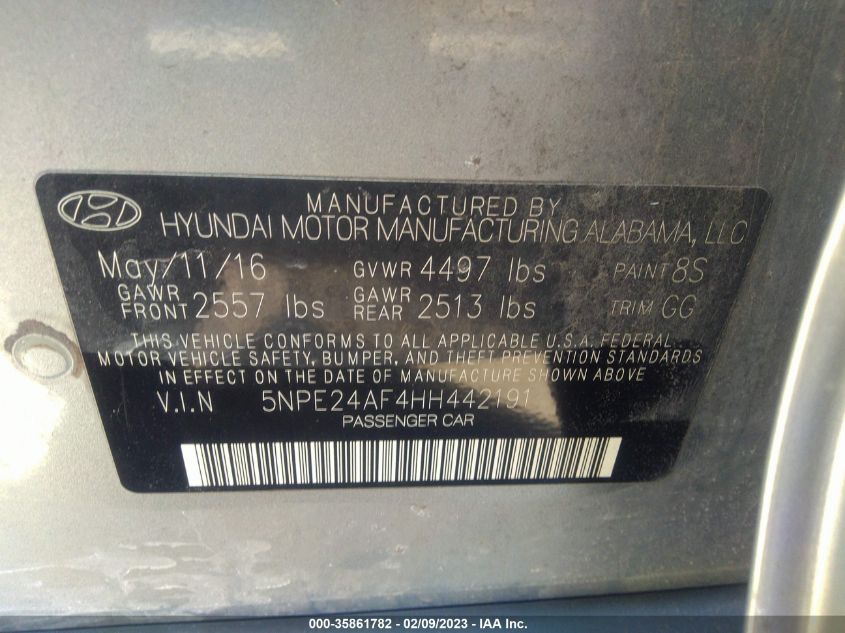 MANUFACTURED BY
HYUNDAI MOTOR MANUFACTURING ALABAMA, LLC
May/11/16 GVWR 4497 lbs PAINT 8S
GAWR FRONT 2557 lbs GAWR REAR 2513 lbs TRIM GG
THIS VEHICLE CONFORMS TO ALL APPLICABLE U.S.A. FEDERAL
MOTOR VEHICLE SAFETY, BUMPER, AND THEFT PREVENTION STANDARDS
IN EFFECT ON THE DATE OF MANUFACTURE SHOWN ABOVE
V.I.N 5NPE24AF4HH442191
PASSENGER CAR
000-35861782 - 02/09/2023 - IAA Inc.